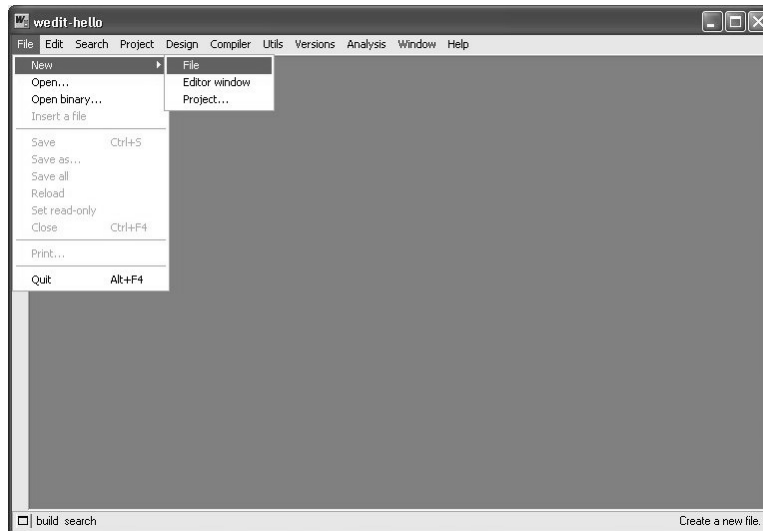 wedit-hello
File Edit Search Project Design Compiler Utils Versions Analysis Window Help
New
Open...
Open binary...
Insert a file
Save Ctrl+S
Save as...
Save all
Reload
Set read-only
Close Ctrl+F4
Print...
Quit Alt+F4
File
Editor window
Project...
build search
Create a new file.